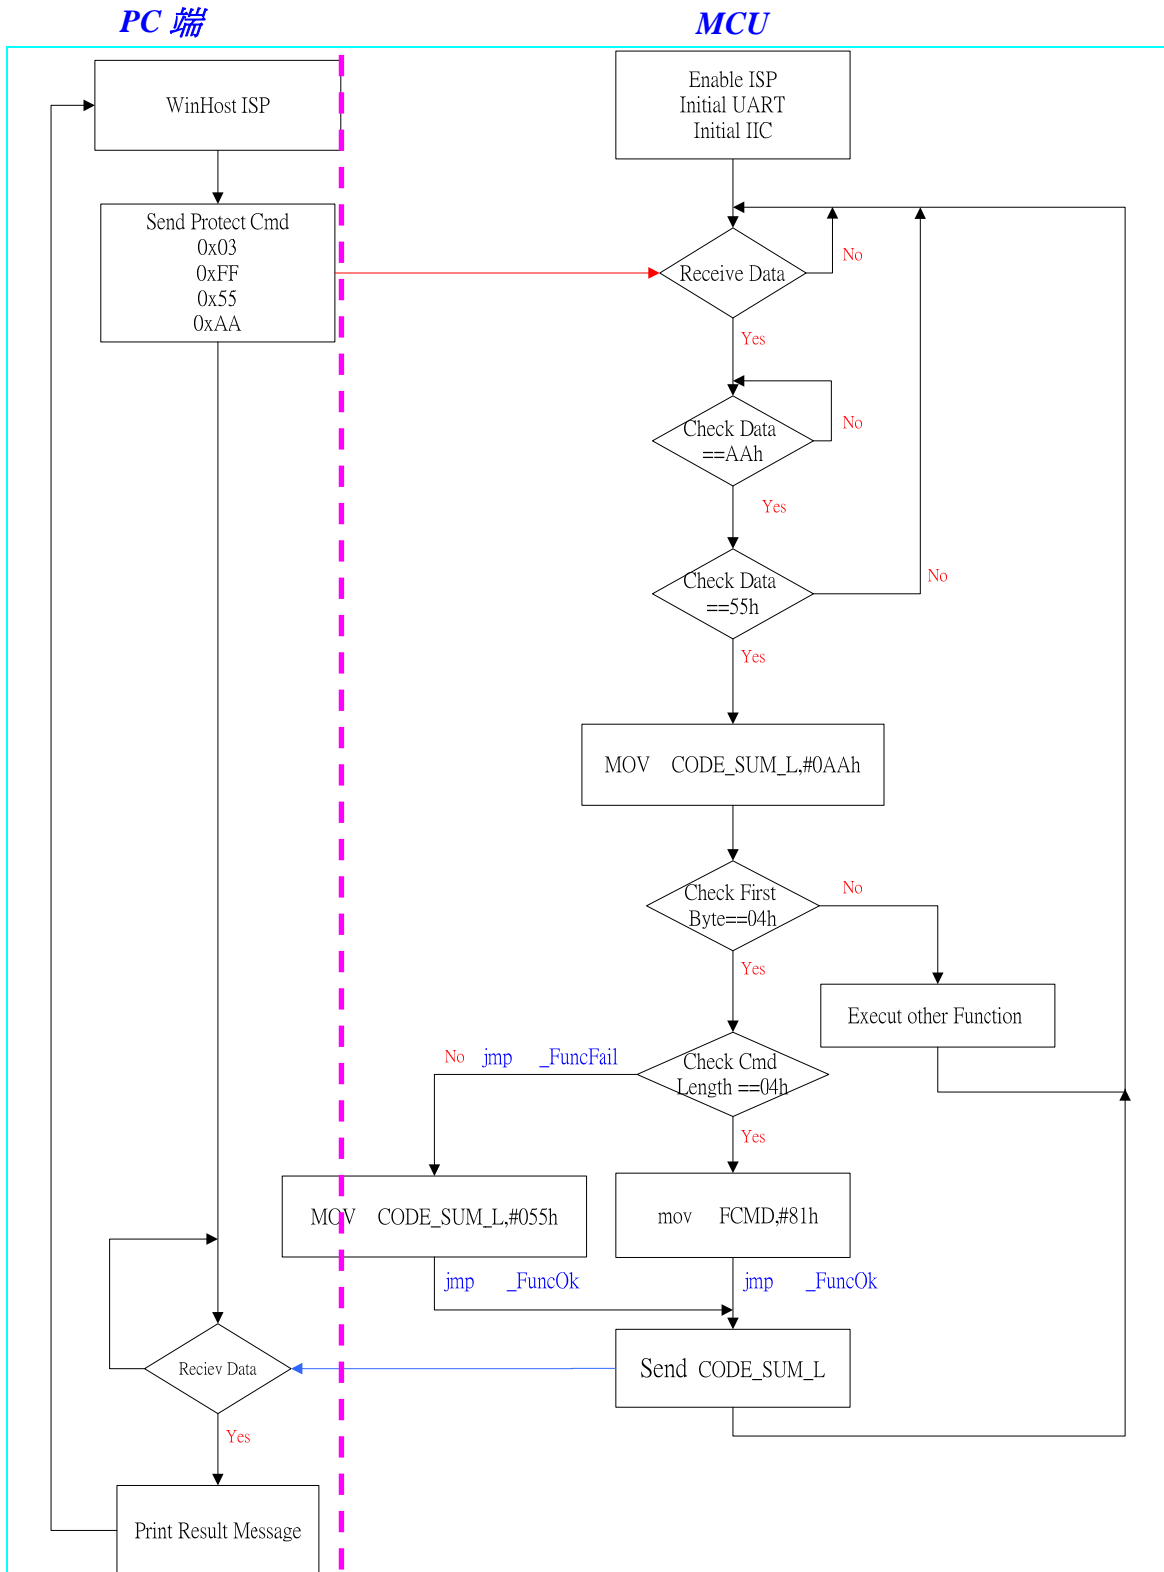 PC 端
MCU
WinHost ISP
Enable ISP
Initial UART
Initial IIC
Send Protect Cmd
0x03
0xFF
0x55
0xAA
Receive Data
No
Yes
Check Data
==AAh
No
Yes
Check Data
==55h
No
Yes
MOV CODE_SUM_L,#0AAh
Check First
Byte==04h
No
Yes
Execut other Function
Check Cmd
Length ==04h
No jmp _FuncFail
Yes
MOV CODE_SUM_L,#055h
mov FCMD,#81h
jmp _FuncOk
jmp _FuncOk
Reciev Data
Send CODE_SUM_L
Yes
Print Result Message